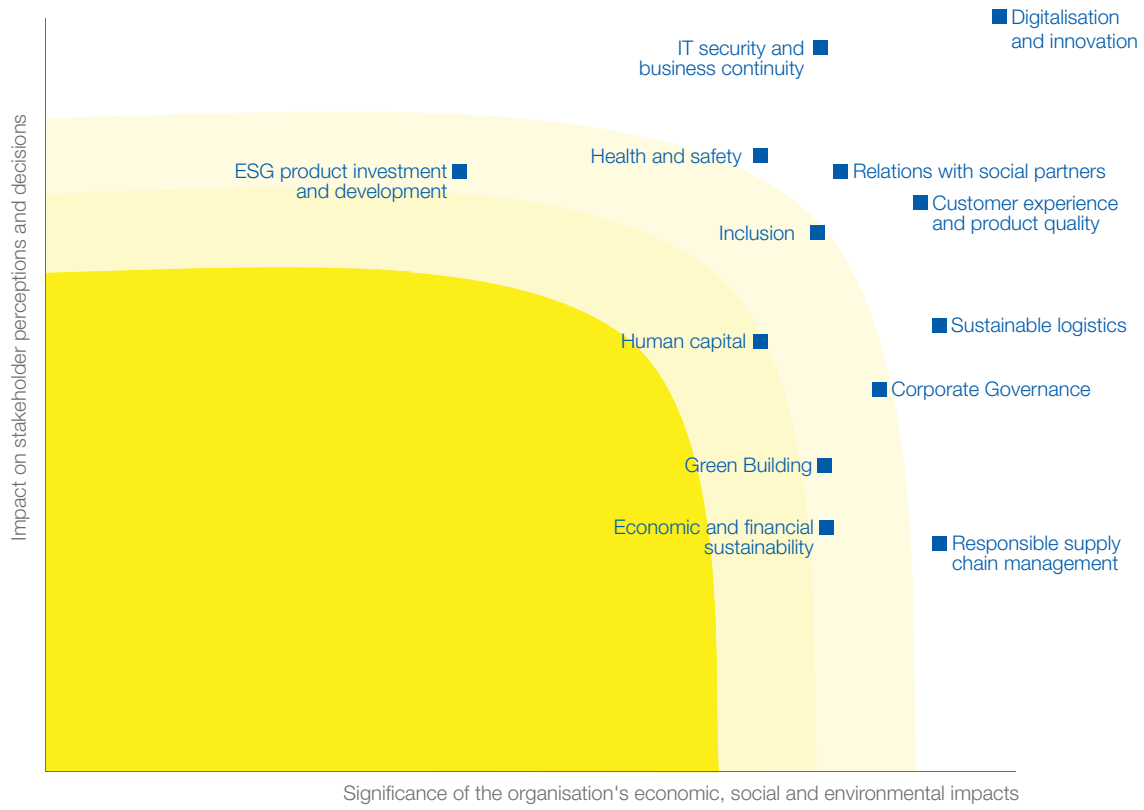 Digitalisation
and innovation
IT security and
business continuity
Health and safety
ESG product investment
and development
Relations with social partners
Customer experience
and product quality
Inclusion
Sustainable logistics
Human capital
Corporate Governance
Green Building
Economic and financial
sustainability
Responsible supply
chain management
Impact on stakeholder perceptions and decisions
Significance of the organisation's economic, social and environmental impacts